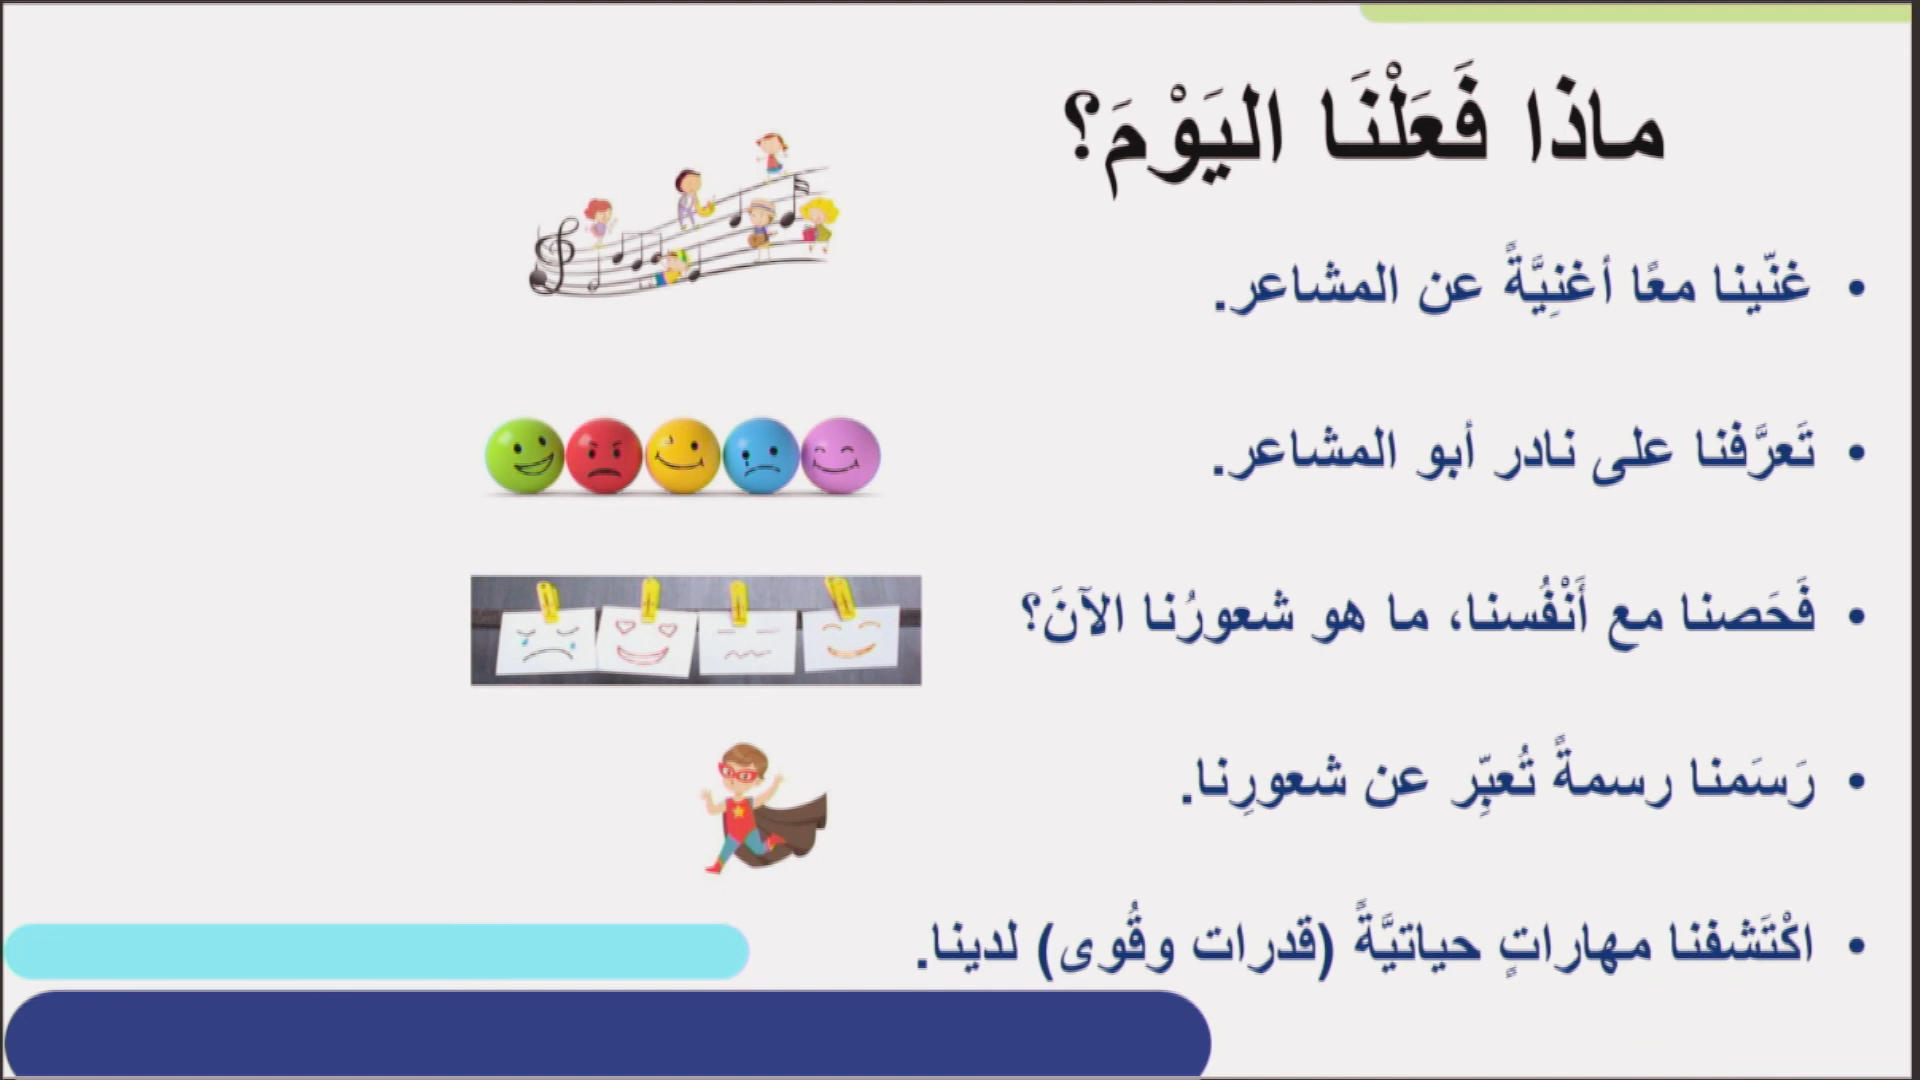 ماذا فَعَلْنَا اليَوْمَ؟
• غنّينا معًا أغنِيَّةً عن المشاعر.
• تَعرَّفنا على نادر أبو المشاعر.
• فَحَصنا مع أَنْفُسنا، ما هو شعورُنا الآنَ؟
• رَسَمنا رسمةً تُعبِّر عن شعورِنا.
• اكْتَشفنا مهاراتٍ حياتيَّةً (قدرات وقُوى) لدينا.